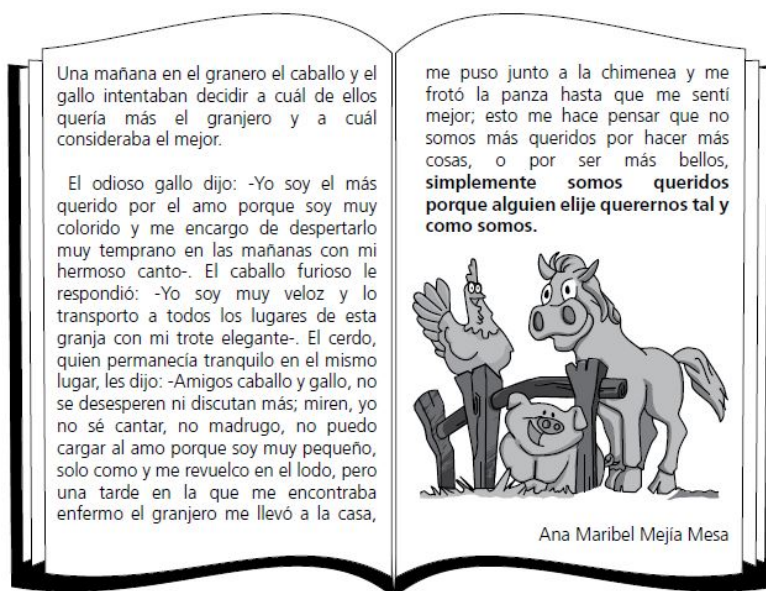 Una mañana en el granero el caballo y el
gallo intentaban decidir a cuál de ellos
quería más el granjero y a cuál
consideraba el mejor.
El odioso gallo dijo: -Yo soy el más
querido por el amo porque soy muy
colorido y me encargo de despertarlo
muy temprano en las mañanas con mi
hermoso canto-. El caballo furioso le
respondió: -Yo soy muy veloz y lo
transporto a todos los lugares de esta
granja con mi trote elegante-. El cerdo,
quien permanecía tranquilo en el mismo
lugar, les dijo: -Amigos caballo y gallo, no
se desesperen ni discutan más; miren, yo
no sé cantar, no madrugo, no puedo
cargar al amo porque soy muy pequeño,
solo como y me revuelco en el lodo, pero
una tarde en la que me encontraba
enfermo el granjero me llevó a la casa,
me puso junto a la chimenea y me
frotó la panza hasta que me sentí
mejor; esto me hace pensar que no
somos más queridos por hacer más
cosas, o por ser más bellos,
simplemente somos queridos
porque alguien elije querernos tal y
como somos.
Ana Maribel Mejía Mesa